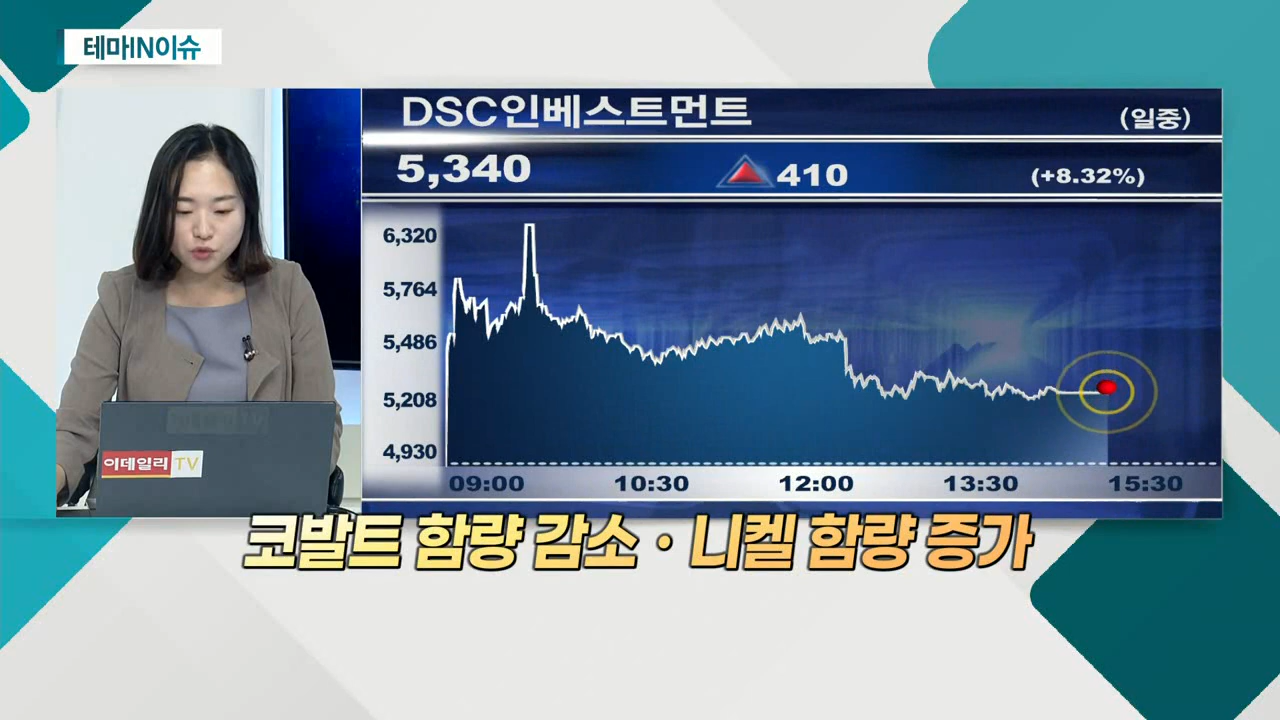 테마IN이슈
DSC인베스트먼트
(일중)
5,340
410
(+8.32%)
6,320
5,764
5,486
5,208
4,930
09:00
10:30
12:00
13:30
15:30
이데일리TV
코발트 함량 감소 · 니켈 함량 증가